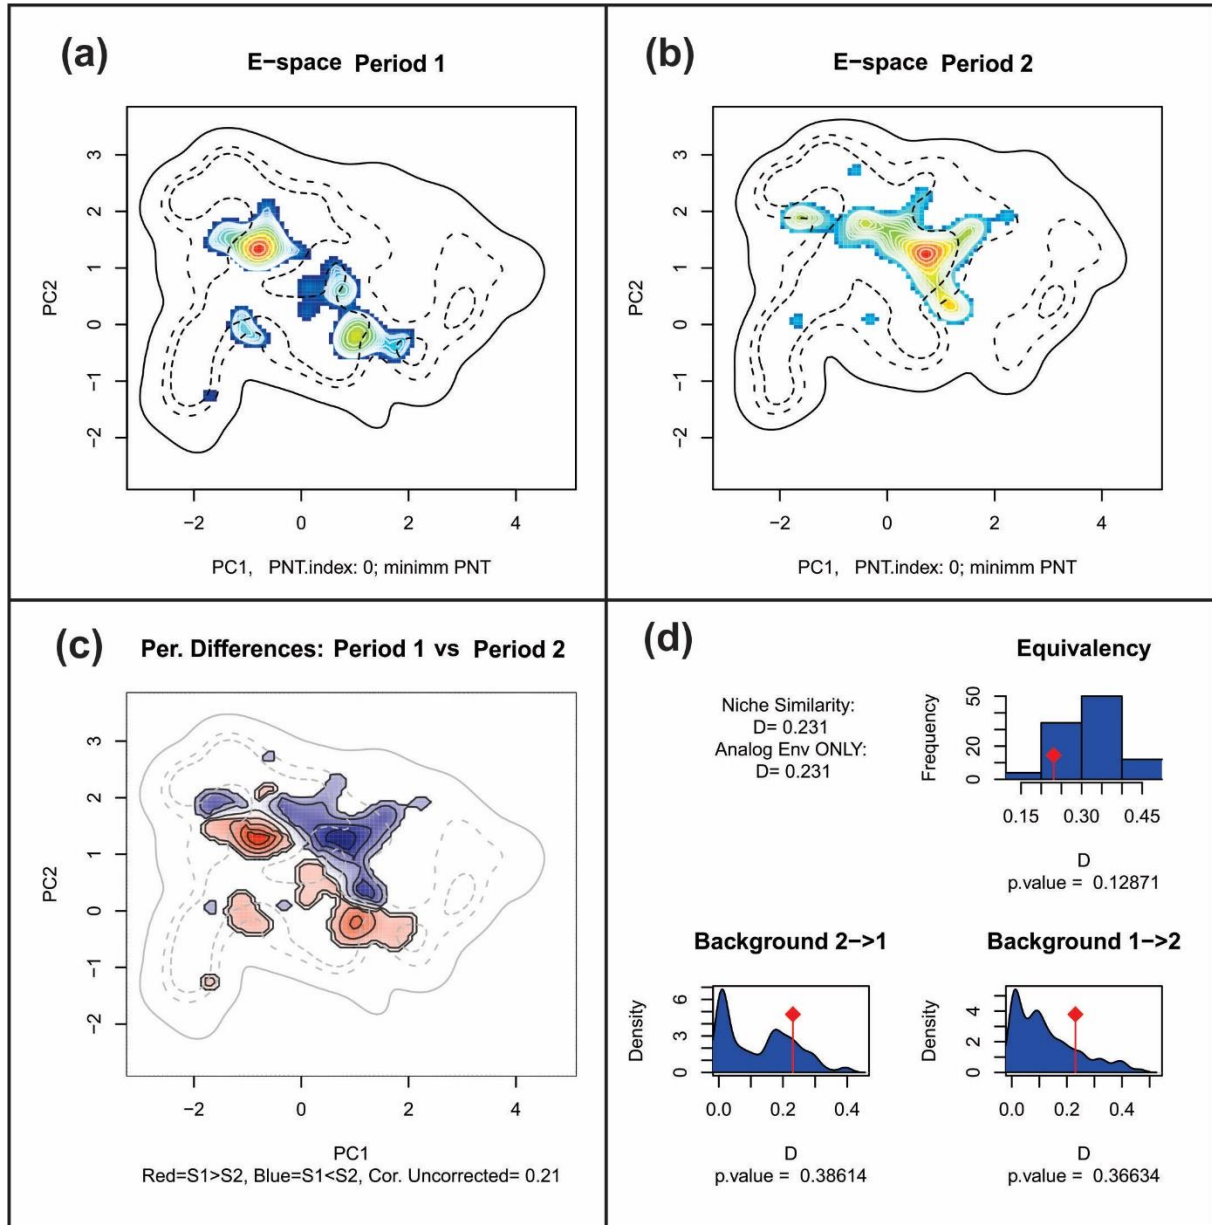 (a)
E-space Period 1
3
2
1
0
-1
-2
PC2
-2 0 2 4
PC1, PNT.index: 0; minimm PNT
(b)
E-space Period 2
3
2
1
0
-1
-2
PC2
-2 0 2 4
PC1, PNT.index: 0; minimm PNT
(c)
Per. Differences: Period 1 vs Period 2
3
2
1
0
-1
-2
PC2
-2 0 2 4
PC1
Red=S1>S2, Blue=S1<S2, Cor. Uncorrected= 0.21
(d)
Niche Similarity:
D= 0.231
Analog Env ONLY:
D= 0.231
Equivalency
Frequency
50
20
0
0.15 0.30 0.45
D
p.value = 0.12871
Background 2->1
Density
6
3
0
0.0 0.2 0.4
D
p.value = 0.38614
Background 1->2
Density
4
2
0
0.0 0.2 0.4
D
p.value = 0.36634